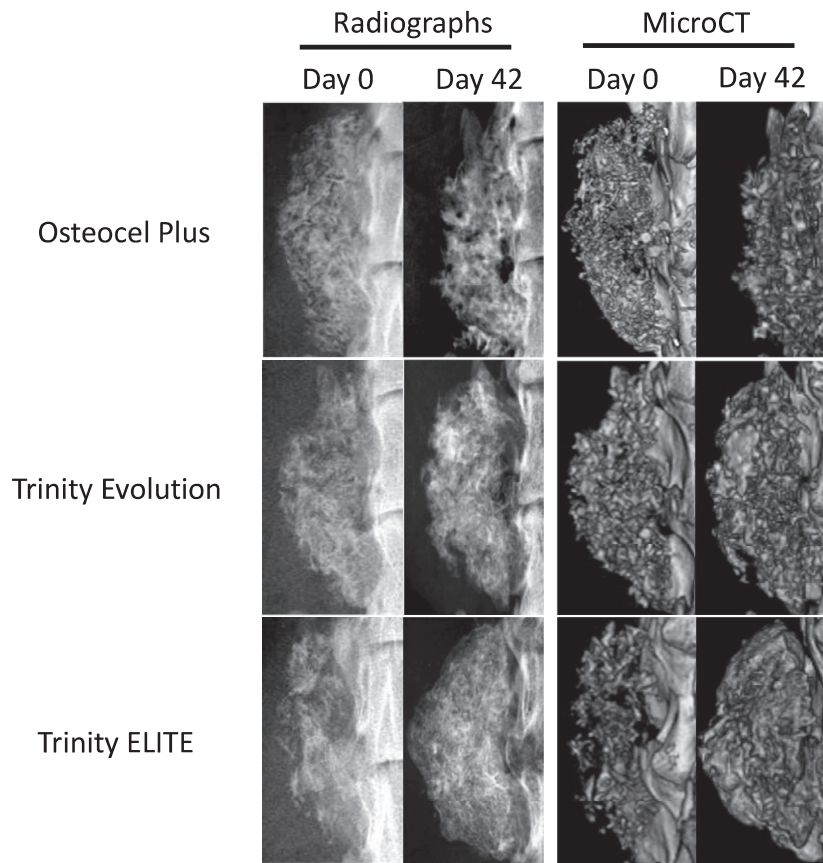 Radiographs MicroCT
Day 0 Day 42 Day 0 Day 42
Osteocel Plus
Trinity Evolution
Trinity ELITE